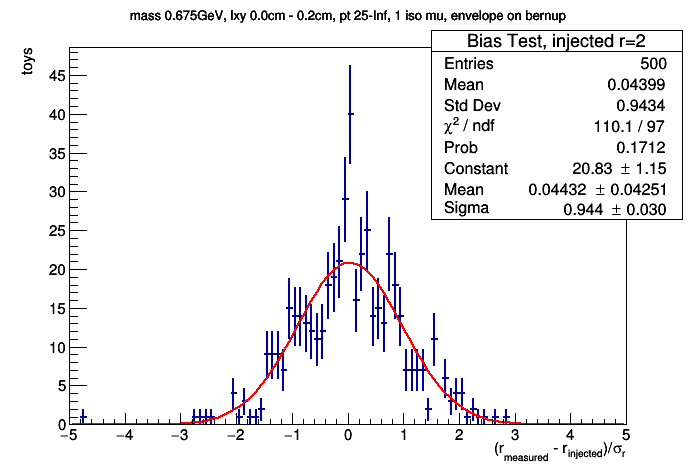 mass 0.675GeV, lxy 0.0cm - 0.2cm, pt 25-Inf, 1 iso mu, envelope on bernup
Bias Test, injected r=2
Entries 500
Mean 0.04399
Std Dev 0.9434
χ² / ndf 110.1 / 97
Prob 0.1712
Constant 20.83 ± 1.15
Mean 0.04432 ± 0.04251
Sigma 0.944 ± 0.030
toys
45
40
35
30
25
20
15
10
5
0
−5 −4 −3 −2 −1 0 1 2 3 4 5
(r_measured - r_injected)/σ_r